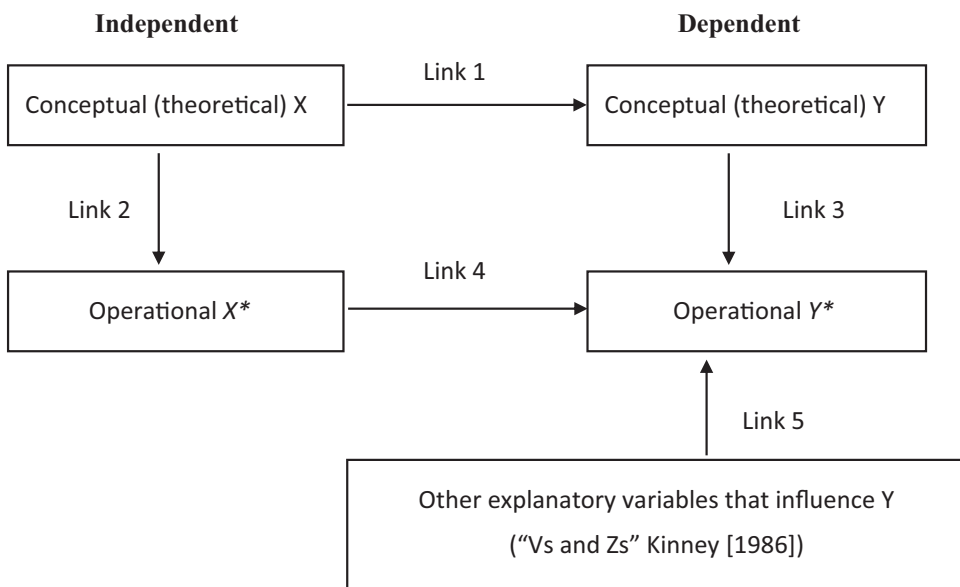 Independent
Dependent
Link 1
Conceptual (theoretical) X
Conceptual (theoretical) Y
Link 2
Link 3
Link 4
Operational X*
Operational Y*
Link 5
Other explanatory variables that influence Y
(“Vs and Zs” Kinney [1986])